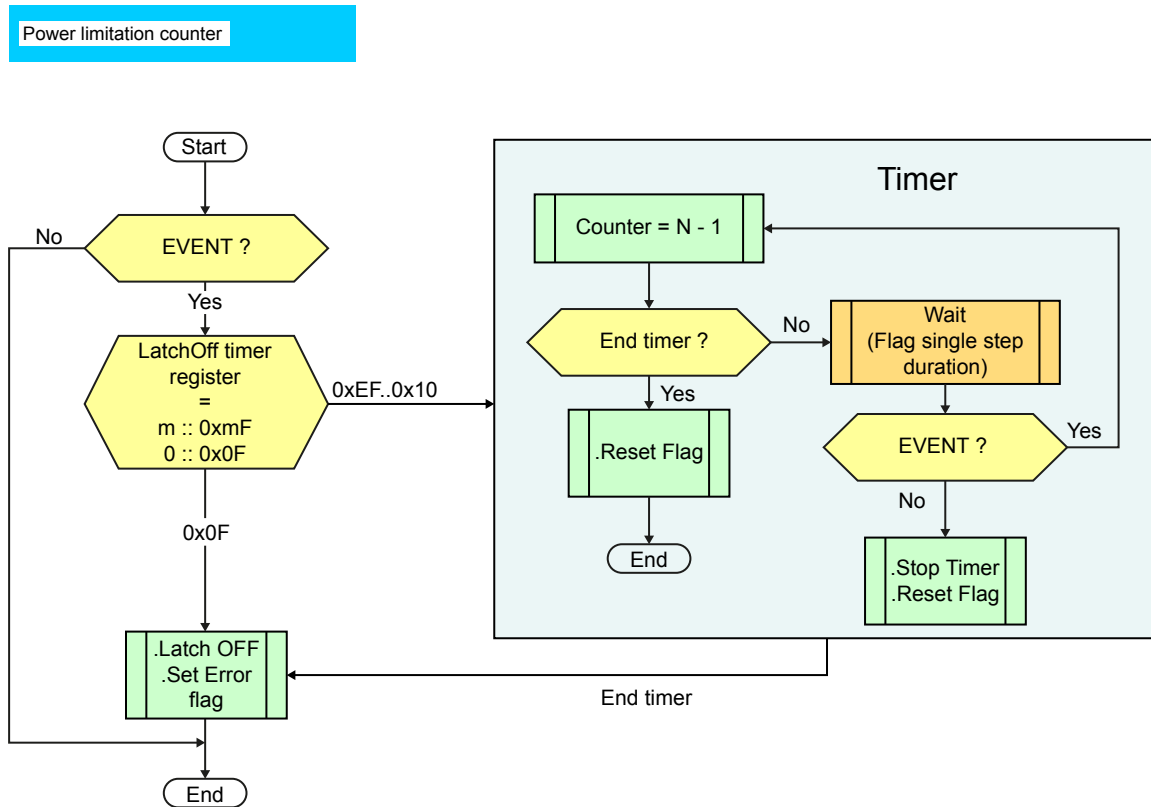 Power limitation counter
Start
No
EVENT ?
Yes
LatchOff timer
register
=
m :: 0xmF
0 :: 0x0F
0xEF..0x10
0x0F
.Latch OFF
.Set Error
flag
End
Timer
Counter = N - 1
End timer ?
No
Wait
(Flag single step
duration)
Yes
.Reset Flag
End
EVENT ?
Yes
No
.Stop Timer
.Reset Flag
End timer